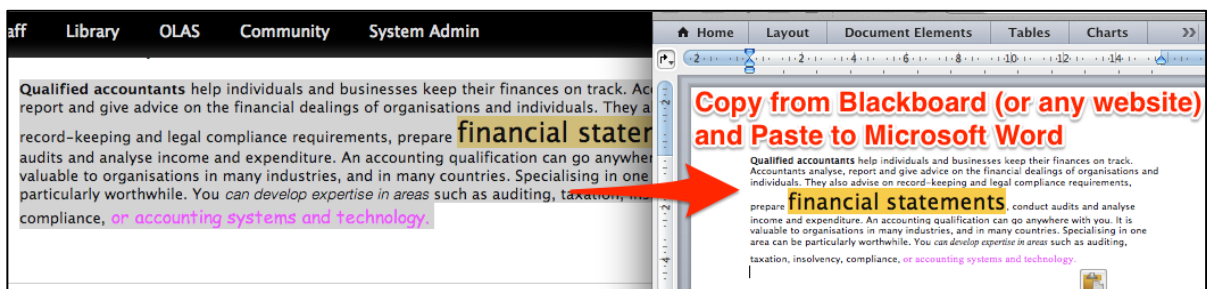 aff Library OLAS Community System Admin
Qualified accountants help individuals and businesses keep their finances on track. Acc
report and give advice on the financial dealings of organisations and individuals. They a
record-keeping and legal compliance requirements, prepare financial stater
audits and analyse income and expenditure. An accounting qualification can go anywhe
valuable to organisations in many industries, and in many countries. Specialising in one
particularly worthwhile. You can develop expertise in areas such as auditing, taxation,
compliance, or accounting systems and technology.
Home Layout Document Elements Tables Charts >>
2 2 4 6 8 10 12 14
Copy from Blackboard (or any website)
and Paste to Microsoft Word
Qualified accountants help individuals and businesses keep their finances on track.
Accountants analyse, report and give advice on the financial dealings of organisations and
individuals. They also advise on record-keeping and legal compliance requirements,
prepare financial statements, conduct audits and analyse
income and expenditure. An accounting qualification can go anywhere with you. It is
valuable to organisations in many industries, and in many countries. Specialising in one
area can be particularly worthwhile. You can develop expertise in areas such as auditing,
taxation, insolvency, compliance, or accounting systems and technology.